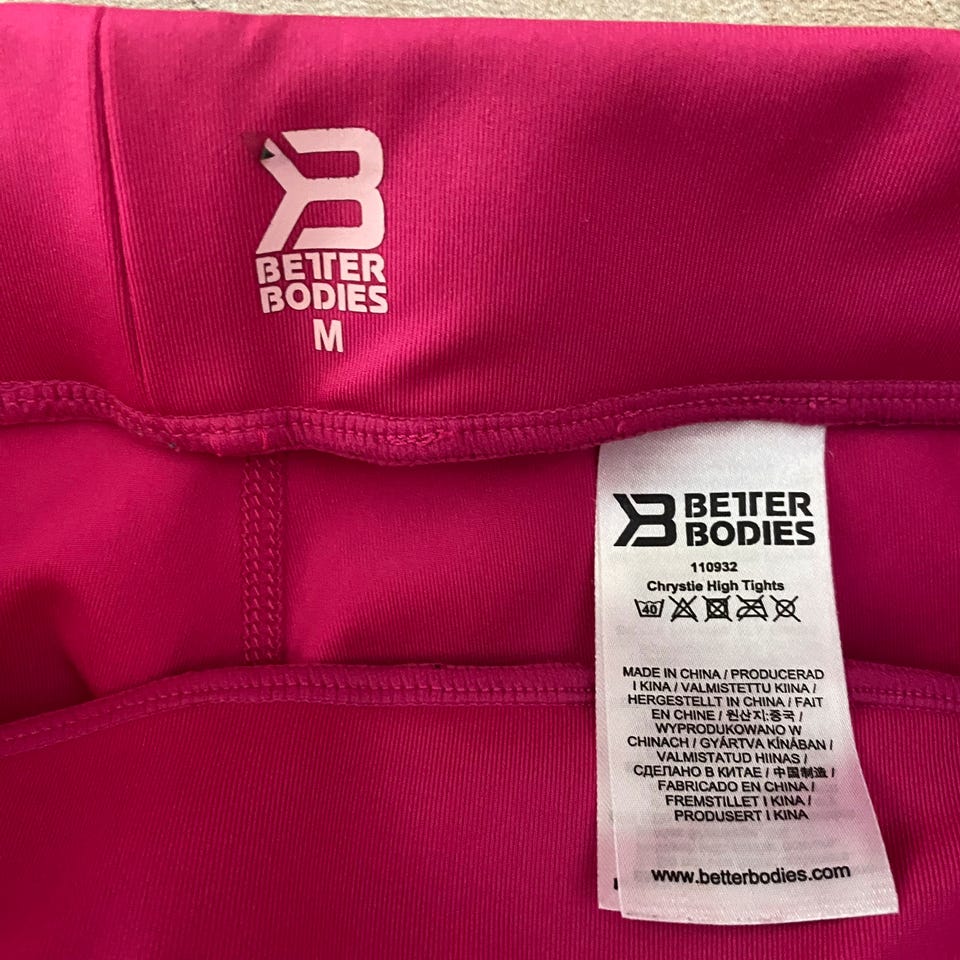 BETTER
BODIES
M
BETTER
BODIES
110932
Chrystie High Tights
40
MADE IN CHINA / PRODUCERAD
I KINA / VALMISTETTU KIINA /
HERGESTELLT IN CHINA / FAIT
EN CHINE / 원산지:중국 /
WYPRODUKOWANO W
CHINACH / GYÁRTVA KÍNÁBAN /
VALMISTATUD HIINAS /
СДЕЛАНО В КИТАЕ / 中国制造 /
FABRICADO EN CHINA /
FREMSTILLET I KINA /
PRODUSERT I KINA
www.betterbodies.com